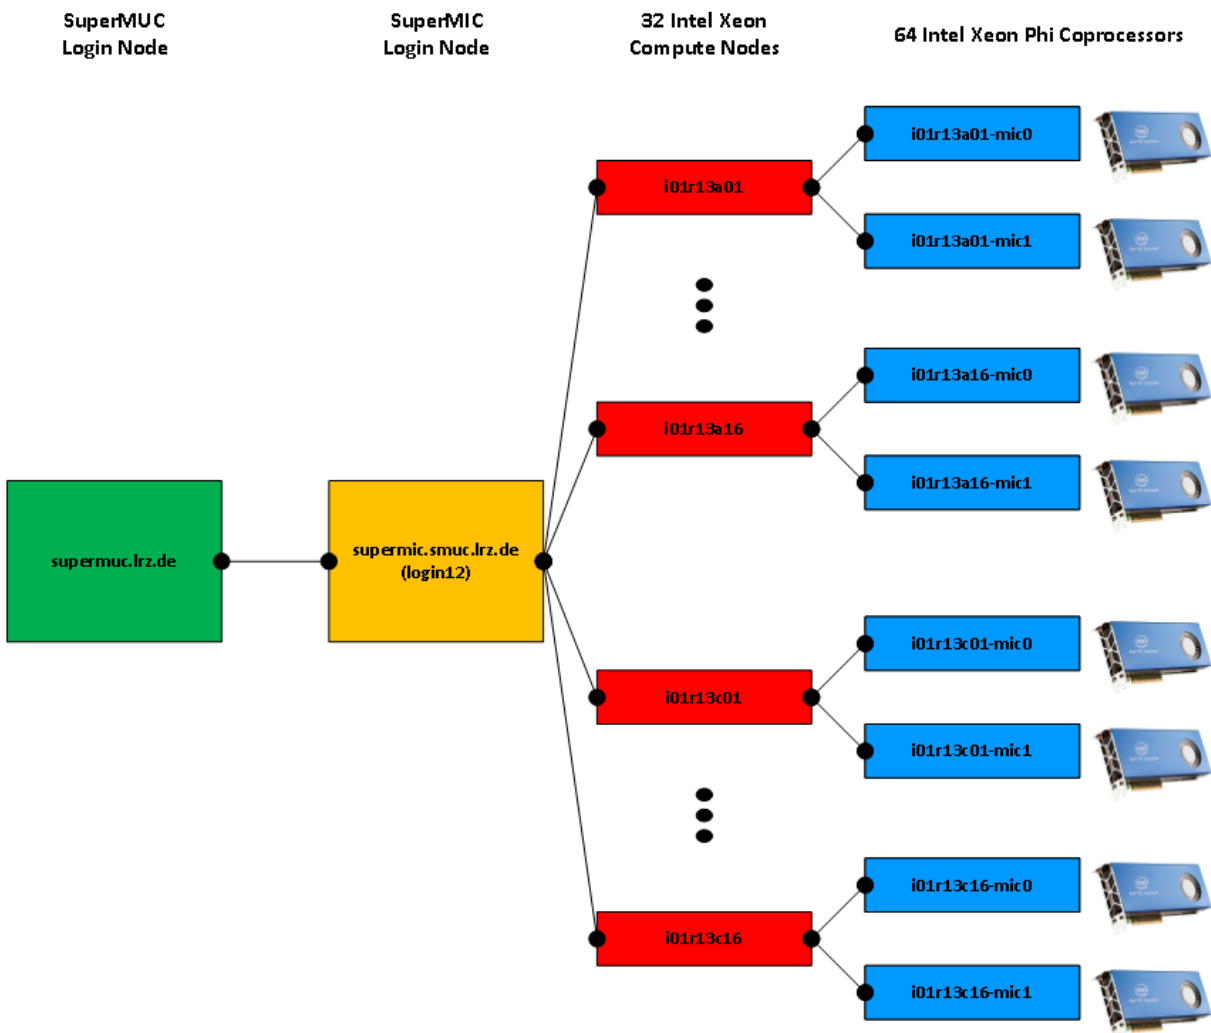 SuperMUC
Login Node
SuperMIC
Login Node
32 Intel Xeon
Compute Nodes
64 Intel Xeon Phi Coprocessors
i01r13a01-mic0
i01r13a01
i01r13a01-mic1
i01r13a16-mic0
i01r13a16
i01r13a16-mic1
supermuc.lrz.de
supermic.smuc.lrz.de
(login12)
i01r13c01-mic0
i01r13c01
i01r13c01-mic1
i01r13c16-mic0
i01r13c16
i01r13c16-mic1